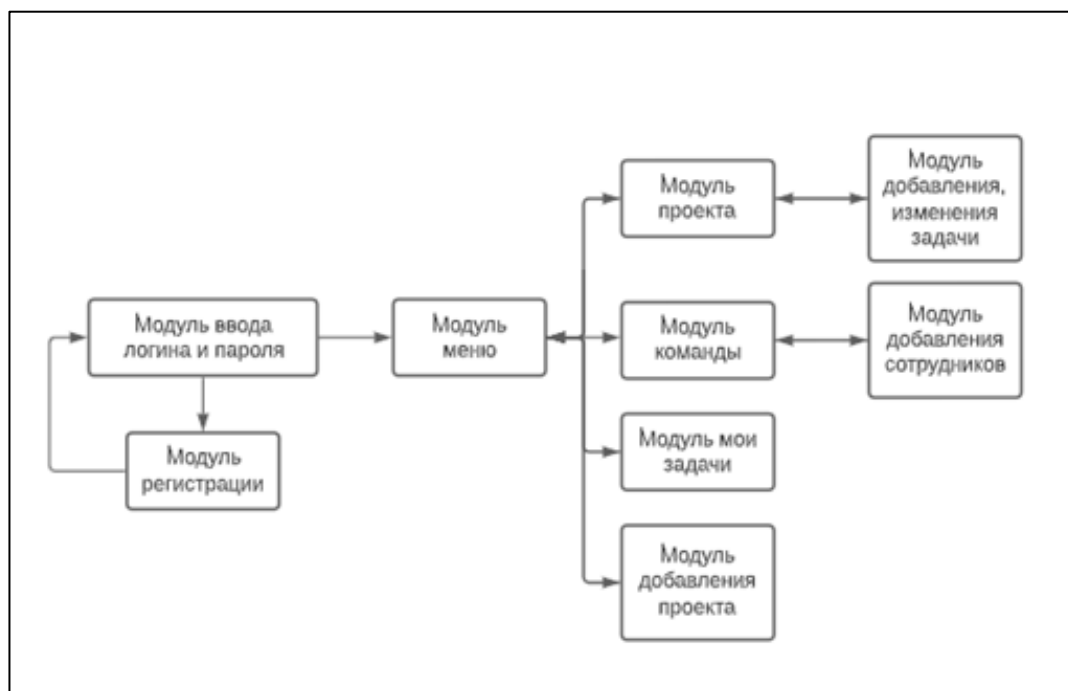 Модуль ввода
логина и пароля
Модуль
регистрации
Модуль
меню
Модуль
проекта
Модуль
добавления,
изменения
задачи
Модуль
команды
Модуль
добавления
сотрудников
Модуль мои
задачи
Модуль
добавления
проекта